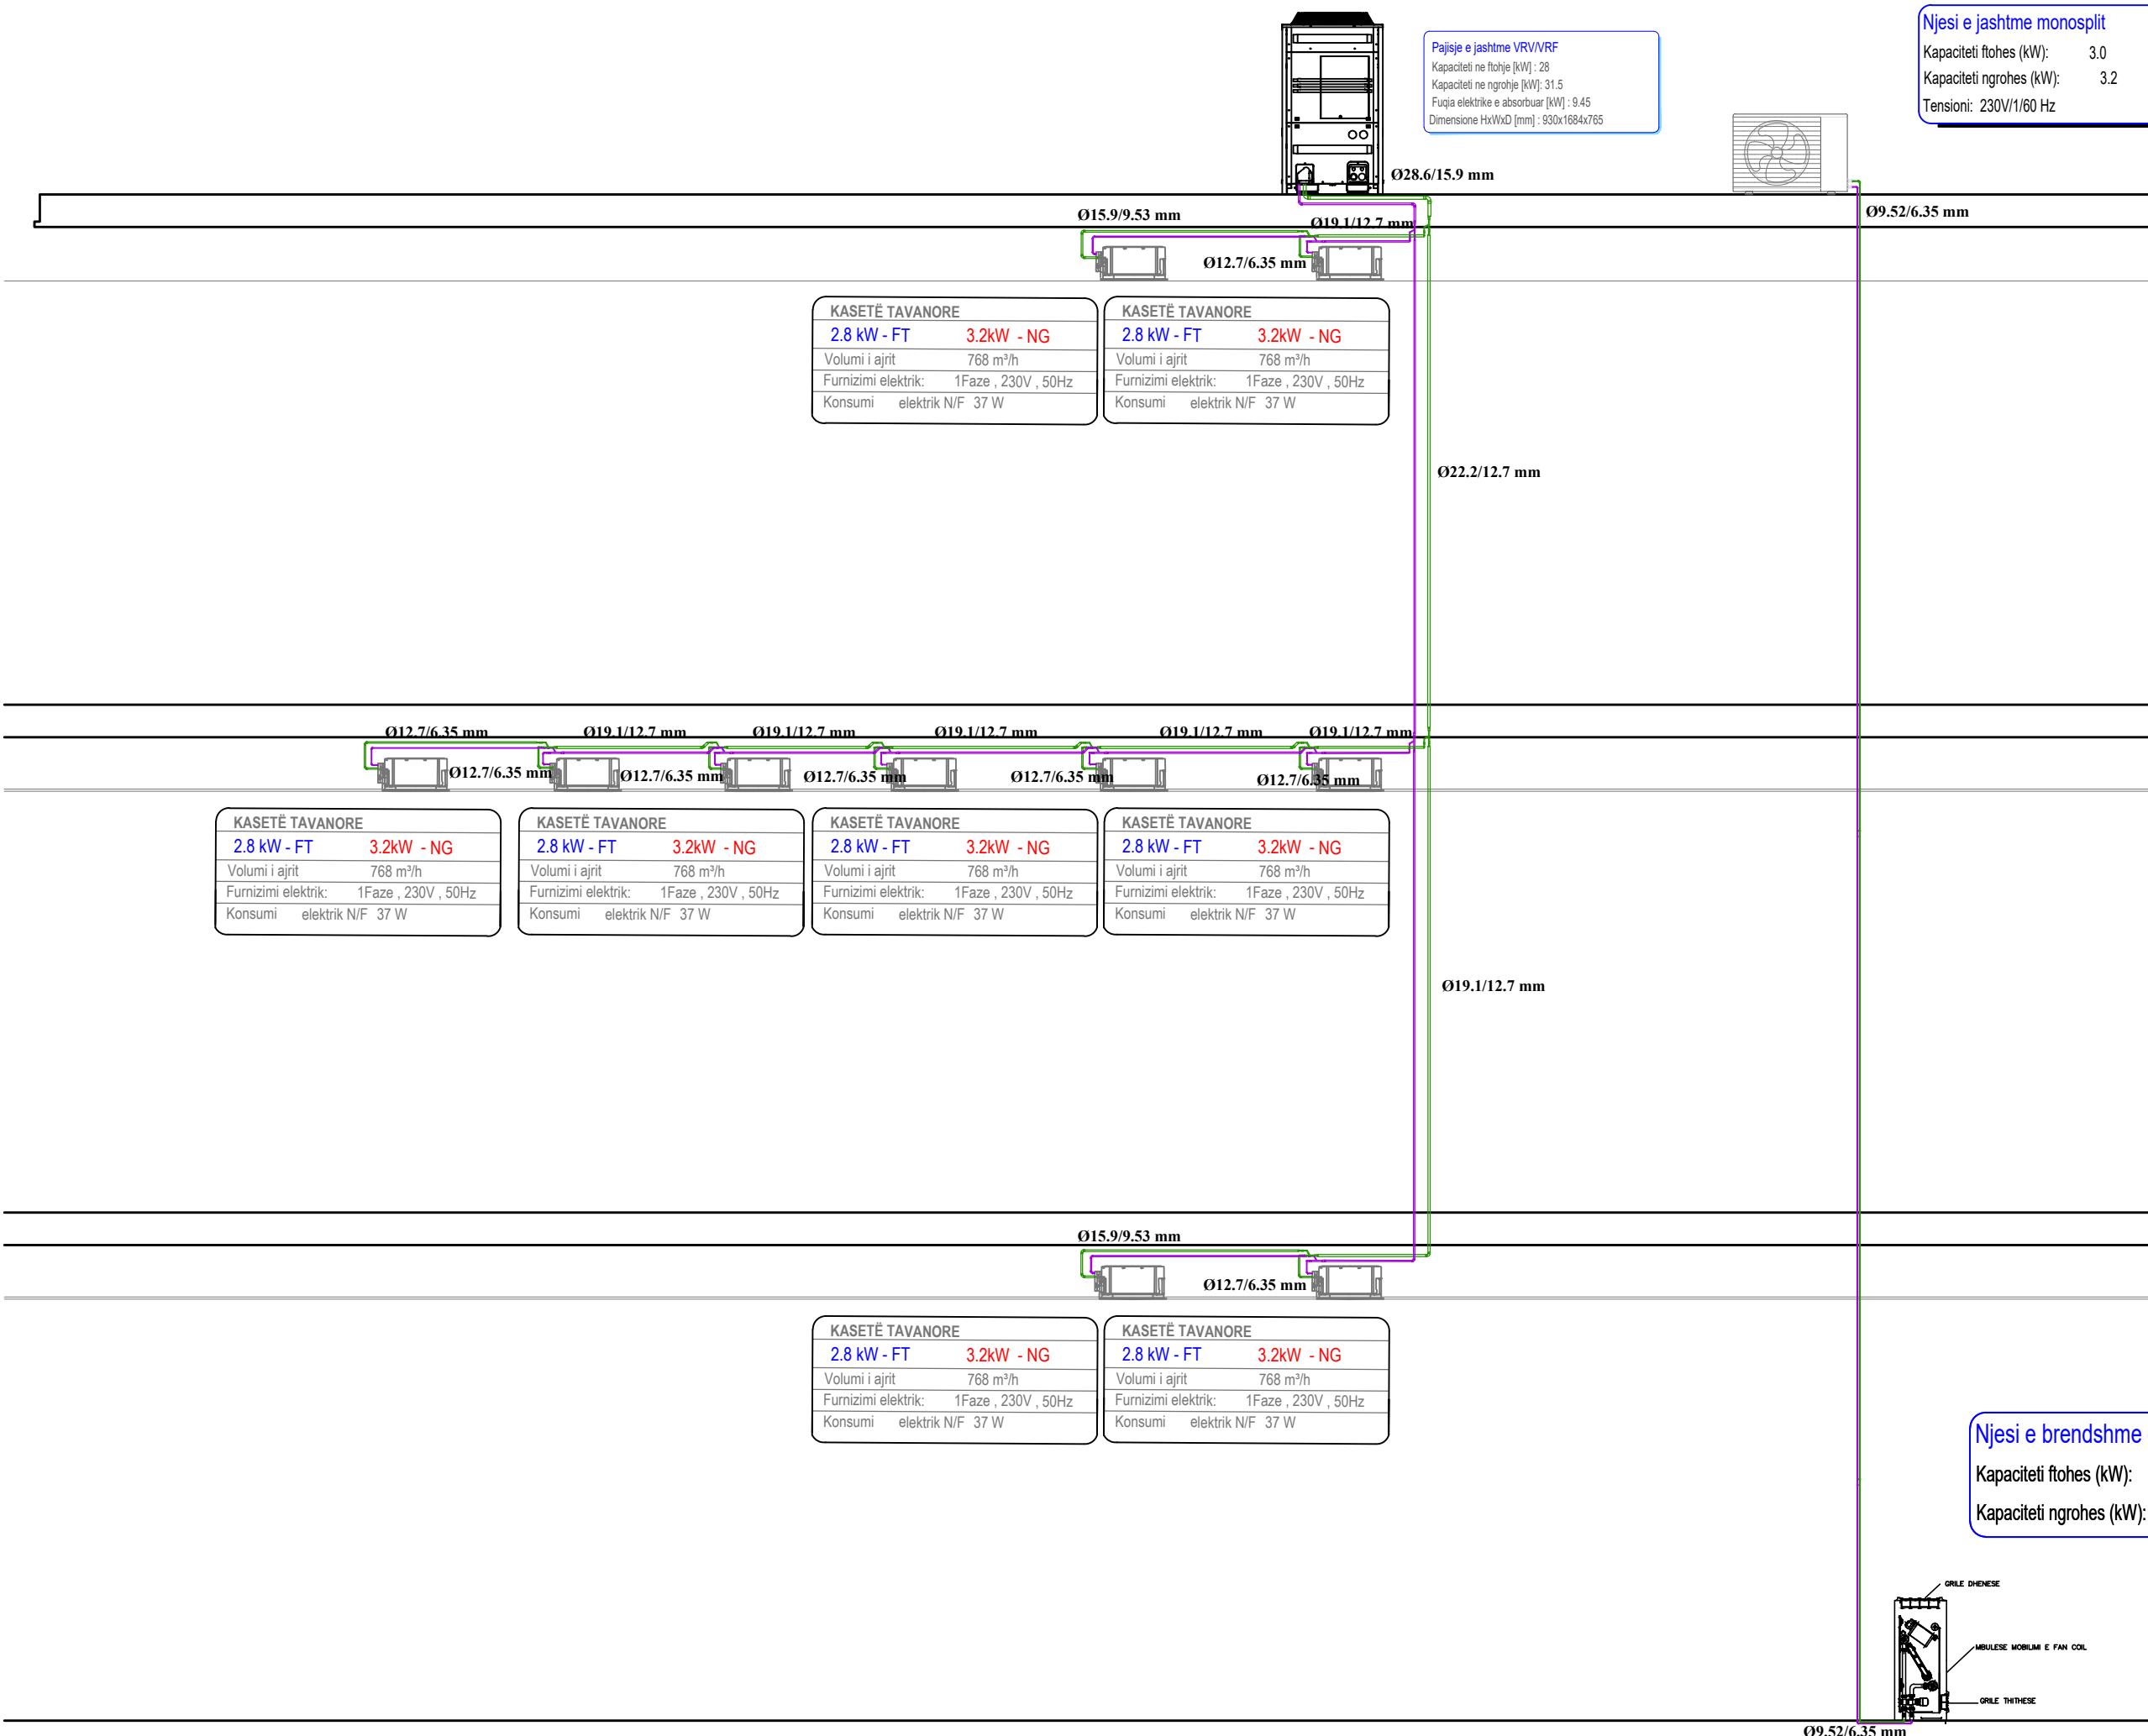 Njesi e jashtme monosplit
Kapaciteti ftohes (kW): 3.0
Kapaciteti ngrohes (kW): 3.2
Tensioni: 230V/1/60 Hz
Pajisje e jashtme VRV/VRF
Kapaciteti ne ftohje [kW] : 28
Kapaciteti ne ngrohje [kW]: 31.5
Fuqia elektrike e absorbuar [kW] : 9.45
Dimensione HxWxD [mm] : 930x1684x765
Ø28.6/15.9 mm
Ø15.9/9.53 mm
Ø19.1/12.7 mm
Ø9.52/6.35 mm
Ø12.7/6.35 mm
KASETË TAVANORE
2.8 kW - FT 3.2kW - NG
Volumi i ajrit 768 m³/h
Furnizimi elektrik: 1Faze , 230V , 50Hz
Konsumi elektrik N/F 37 W
KASETË TAVANORE
2.8 kW - FT 3.2kW - NG
Volumi i ajrit 768 m³/h
Furnizimi elektrik: 1Faze , 230V , 50Hz
Konsumi elektrik N/F 37 W
Ø22.2/12.7 mm
Ø12.7/6.35 mm
Ø19.1/12.7 mm
Ø19.1/12.7 mm
Ø19.1/12.7 mm
Ø19.1/12.7 mm
Ø19.1/12.7 mm
Ø12.7/6.35 mm
Ø12.7/6.35 mm
Ø12.7/6.35 mm
Ø12.7/6.35 mm
Ø12.7/6.35 mm
KASETË TAVANORE
2.8 kW - FT 3.2kW - NG
Volumi i ajrit 768 m³/h
Furnizimi elektrik: 1Faze , 230V , 50Hz
Konsumi elektrik N/F 37 W
KASETË TAVANORE
2.8 kW - FT 3.2kW - NG
Volumi i ajrit 768 m³/h
Furnizimi elektrik: 1Faze , 230V , 50Hz
Konsumi elektrik N/F 37 W
KASETË TAVANORE
2.8 kW - FT 3.2kW - NG
Volumi i ajrit 768 m³/h
Furnizimi elektrik: 1Faze , 230V , 50Hz
Konsumi elektrik N/F 37 W
KASETË TAVANORE
2.8 kW - FT 3.2kW - NG
Volumi i ajrit 768 m³/h
Furnizimi elektrik: 1Faze , 230V , 50Hz
Konsumi elektrik N/F 37 W
Ø19.1/12.7 mm
Ø15.9/9.53 mm
Ø12.7/6.35 mm
KASETË TAVANORE
2.8 kW - FT 3.2kW - NG
Volumi i ajrit 768 m³/h
Furnizimi elektrik: 1Faze , 230V , 50Hz
Konsumi elektrik N/F 37 W
KASETË TAVANORE
2.8 kW - FT 3.2kW - NG
Volumi i ajrit 768 m³/h
Furnizimi elektrik: 1Faze , 230V , 50Hz
Konsumi elektrik N/F 37 W
Njesi e brendshme
Kapaciteti ftohes (kW):
Kapaciteti ngrohes (kW):
GRILE DHENESE
MBULESE MOBILIMI E FAN COIL
GRILE THITHESE
Ø9.52/6.35 mm